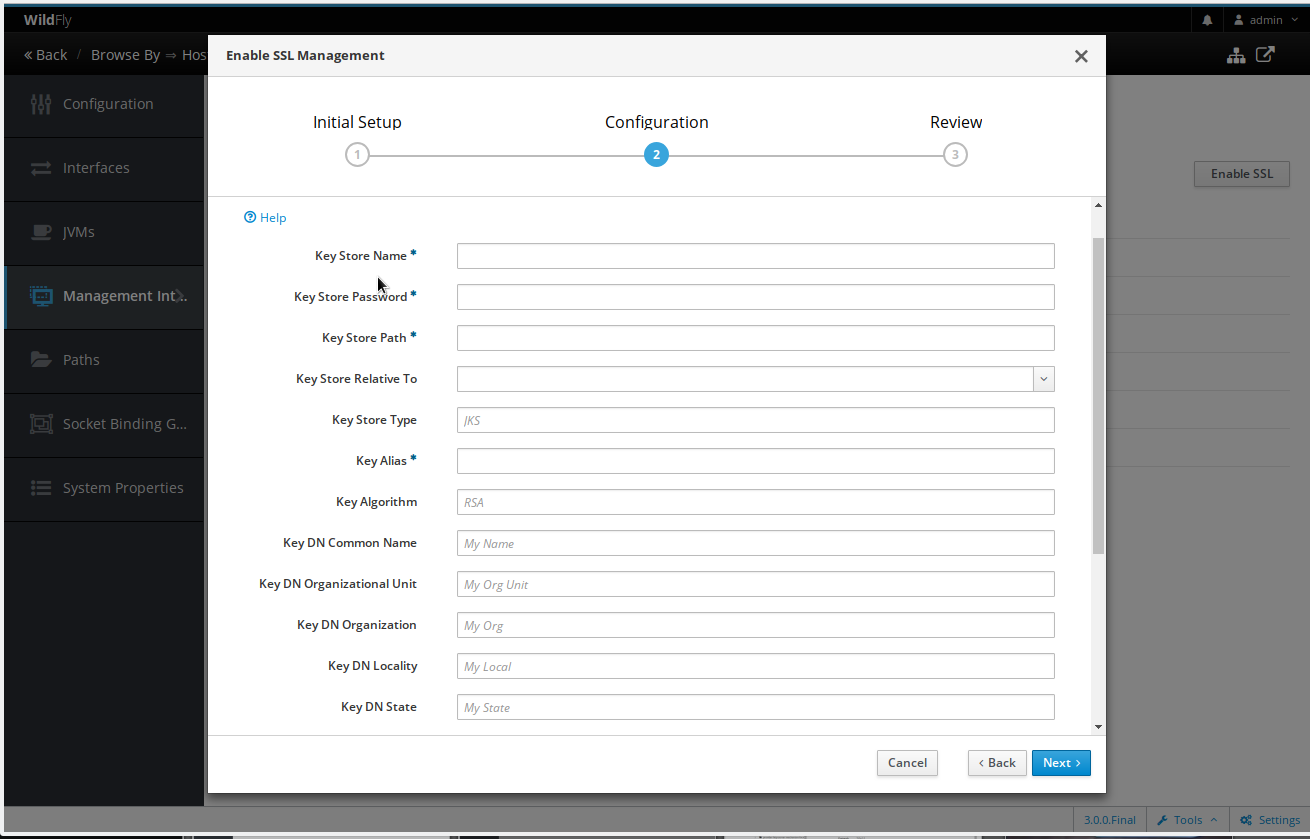 WildFly
admin
« Back / Browse By ⇒ Hos
Enable SSL Management
Configuration
Interfaces
JVMs
Management Int...
Paths
Socket Binding G...
System Properties
Enable SSL
Initial Setup
Configuration
Review
1
2
3
Help
Key Store Name *
Key Store Password *
Key Store Path *
Key Store Relative To
Key Store Type JKS
Key Alias *
Key Algorithm RSA
Key DN Common Name My Name
Key DN Organizational Unit My Org Unit
Key DN Organization My Org
Key DN Locality My Local
Key DN State My State
Cancel
‹ Back
Next ›
3.0.0.Final
Tools
Settings